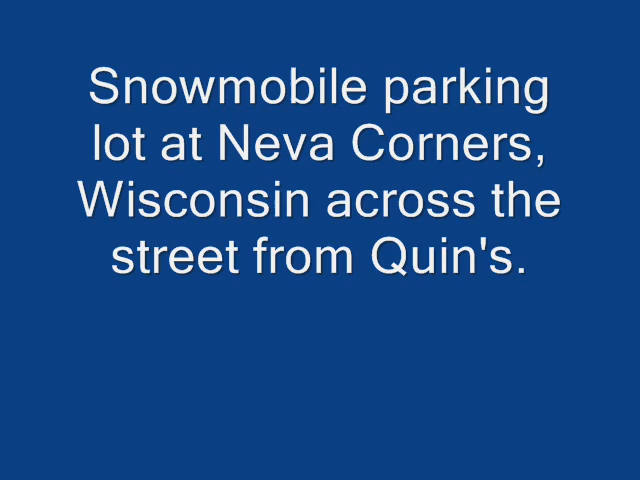 Snowmobile parking
lot at Neva Corners,
Wisconsin across the
street from Quin's.